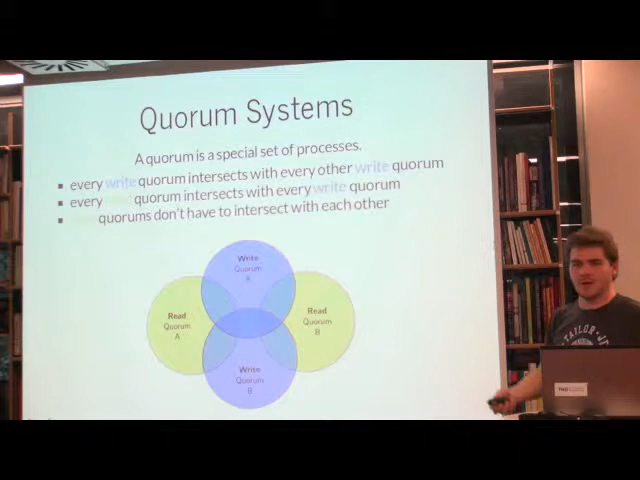 Quorum Systems
A quorum is a special set of processes.
▪ every write quorum intersects with every other write quorum
▪ every read quorum intersects with every write quorum
▪ quorums don't have to intersect with each other
Write
Quorum
A
Read
Quorum
A
Read
Quorum
B
Write
Quorum
B